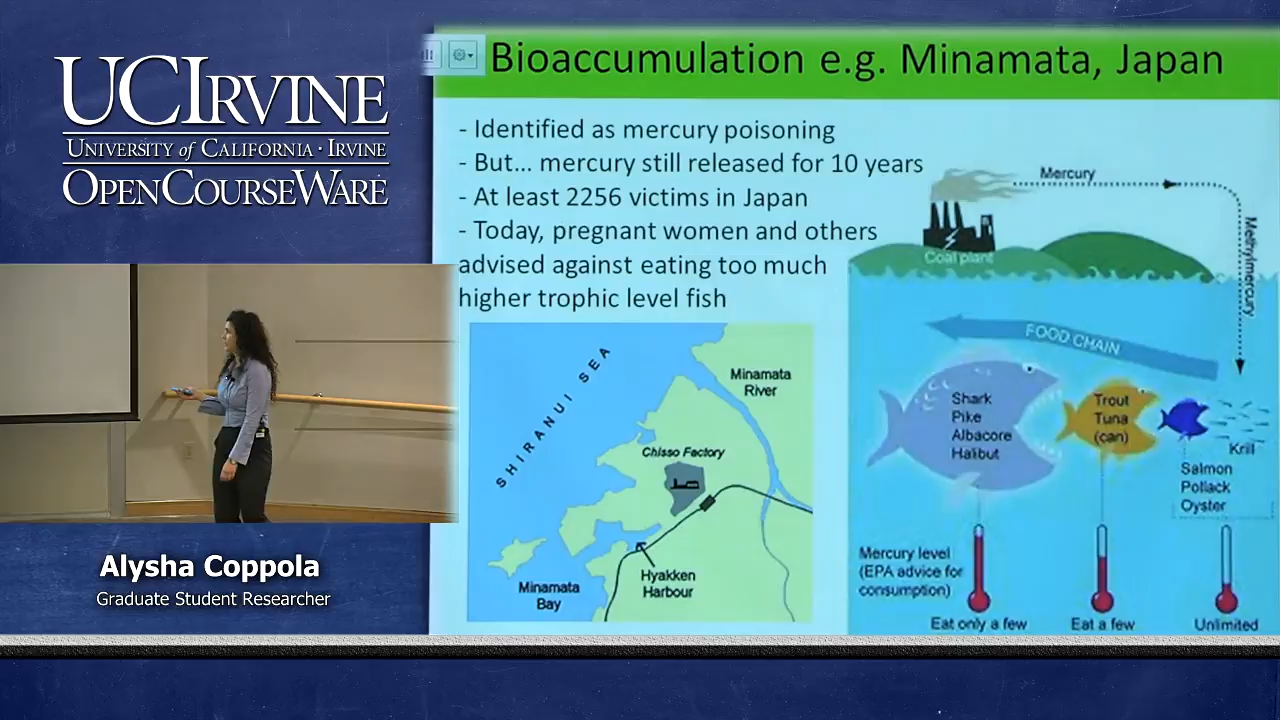 UCIRVINE
UNIVERSITY of CALIFORNIA · IRVINE
OPENCOURSEWARE
Bioaccumulation e.g. Minamata, Japan
- Identified as mercury poisoning
- But... mercury still released for 10 years
- At least 2256 victims in Japan
- Today, pregnant women and others
advised against eating too much
higher trophic level fish
SHIRANUI SEA
Minamata
River
Chisso Factory
Hyakken
Harbour
Minamata
Bay
Mercury
Methylmercury
Coal plant
FOOD CHAIN
Shark
Pike
Albacore
Halibut
Trout
Tuna
(can)
Krill
Salmon
Pollack
Oyster
Mercury level
(EPA advice for
consumption)
Eat only a few
Eat a few
Unlimited
Alysha Coppola
Graduate Student Researcher